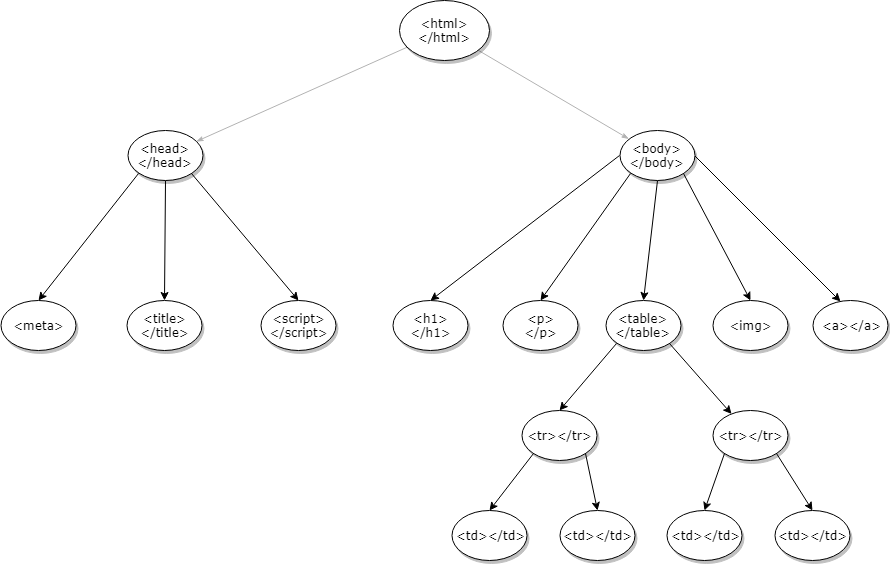 <html>
</html>
<head>
</head>
<body>
</body>
<meta>
<title>
</title>
<script>
</script>
<h1>
</h1>
<p>
</p>
<table>
</table>
<img>
<a></a>
<tr></tr>
<tr></tr>
<td></td>
<td></td>
<td></td>
<td></td>